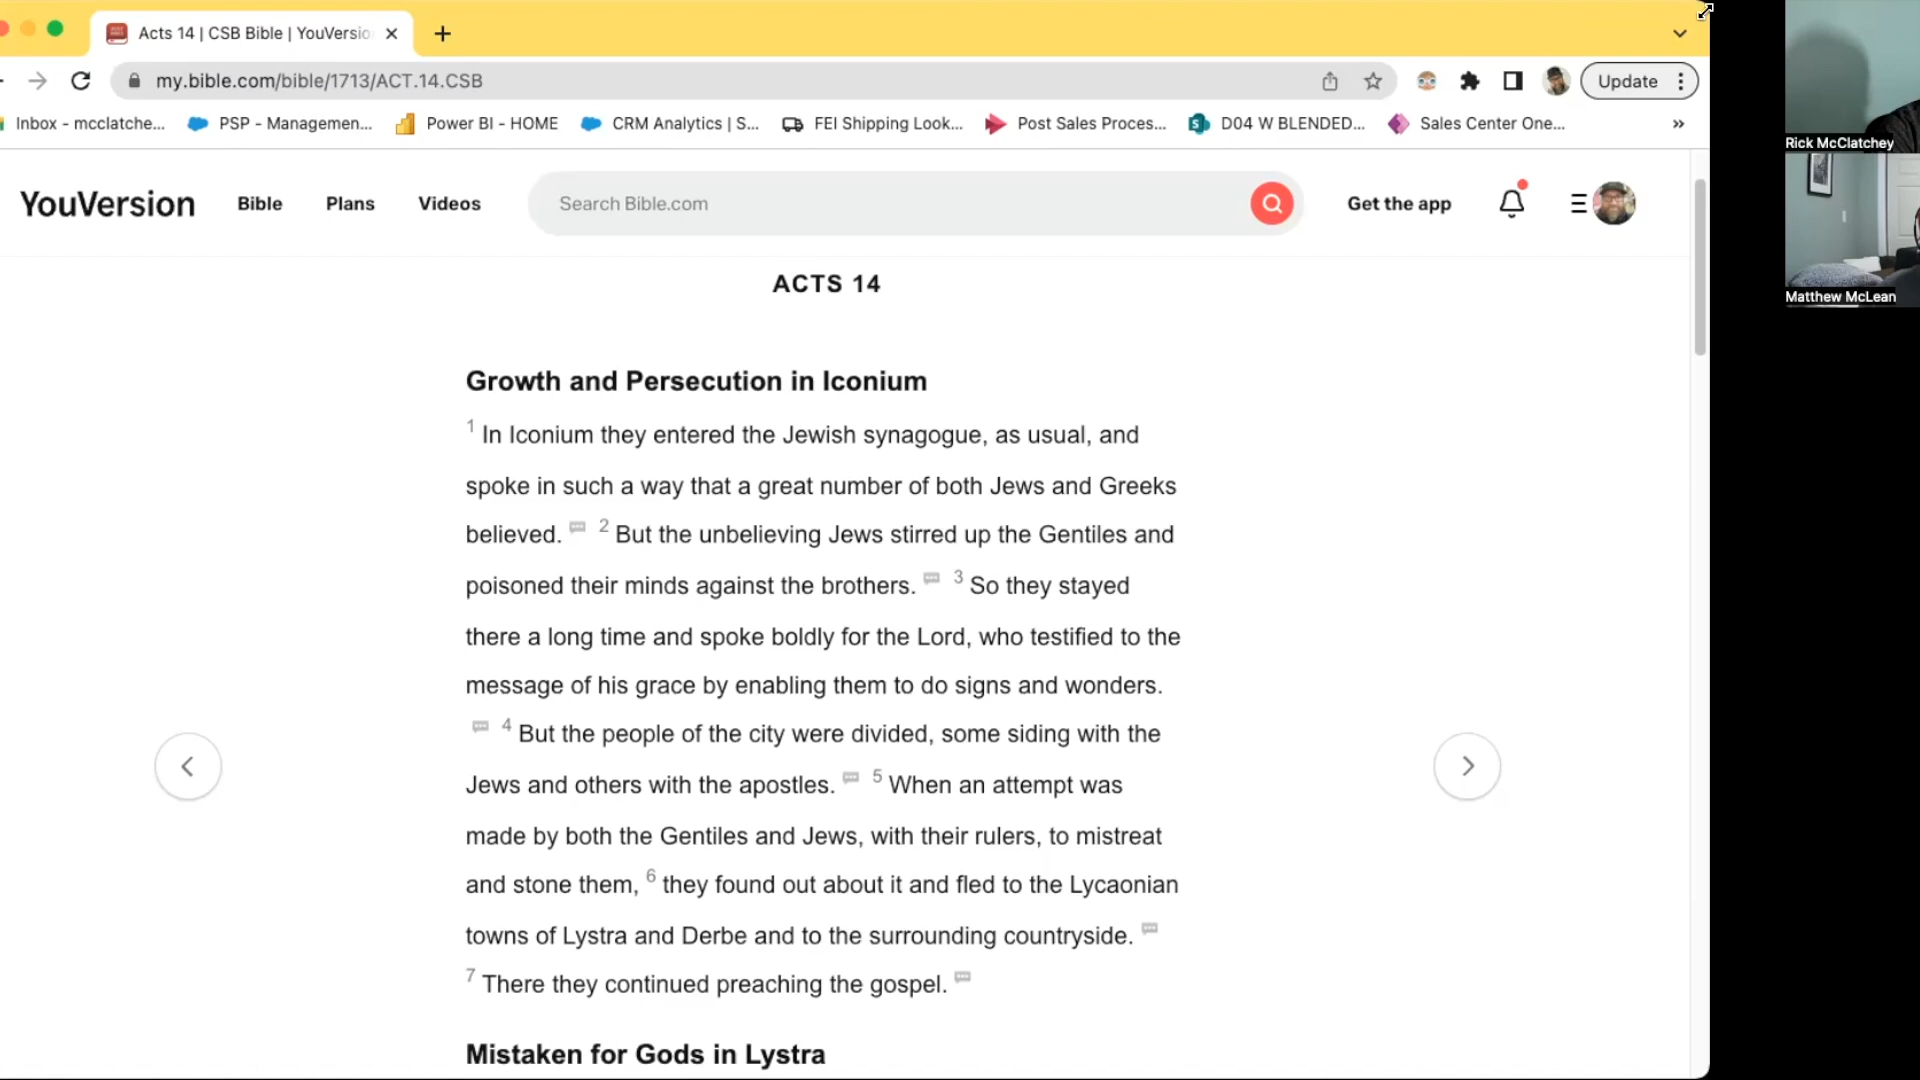 Acts 14 | CSB Bible | YouVersio
my.bible.com/bible/1713/ACT.14.CSB
Update
Inbox - mcclatche... PSP - Managemen... Power BI - HOME CRM Analytics | S... FEI Shipping Look... Post Sales Proces... D04 W BLENDED... Sales Center One... »
Rick McClatchey
YouVersion Bible Plans Videos Search Bible.com Get the app
Matthew McLean
ACTS 14
Growth and Persecution in Iconium
1 In Iconium they entered the Jewish synagogue, as usual, and
spoke in such a way that a great number of both Jews and Greeks
believed. 2 But the unbelieving Jews stirred up the Gentiles and
poisoned their minds against the brothers. 3 So they stayed
there a long time and spoke boldly for the Lord, who testified to the
message of his grace by enabling them to do signs and wonders.
4 But the people of the city were divided, some siding with the
Jews and others with the apostles. 5 When an attempt was
made by both the Gentiles and Jews, with their rulers, to mistreat
and stone them, 6 they found out about it and fled to the Lycaonian
towns of Lystra and Derbe and to the surrounding countryside.
7 There they continued preaching the gospel.
Mistaken for Gods in Lystra